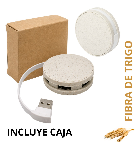 FIBRA DE TRIGO
INCLUYE CAJA